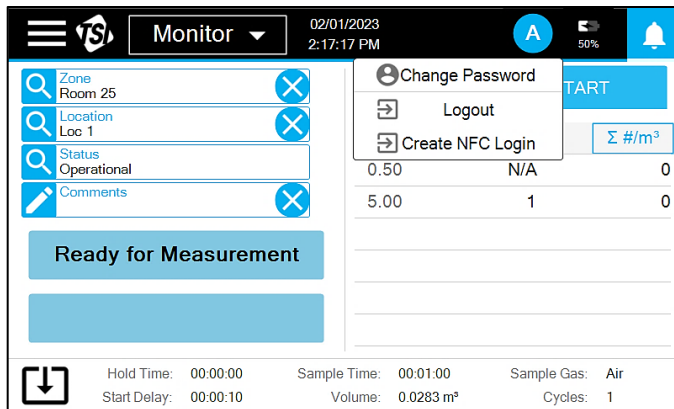 TSI
Monitor
02/01/2023
2:17:17 PM
A
50%
Zone
Room 25
Location
Loc 1
Status
Operational
Comments
Ready for Measurement
Change Password
Logout
Create NFC Login
TART
Σ #/m³
0.50 N/A 0
5.00 1 0
Hold Time: 00:00:00 Sample Time: 00:01:00 Sample Gas: Air
Start Delay: 00:00:10 Volume: 0.0283 m³ Cycles: 1